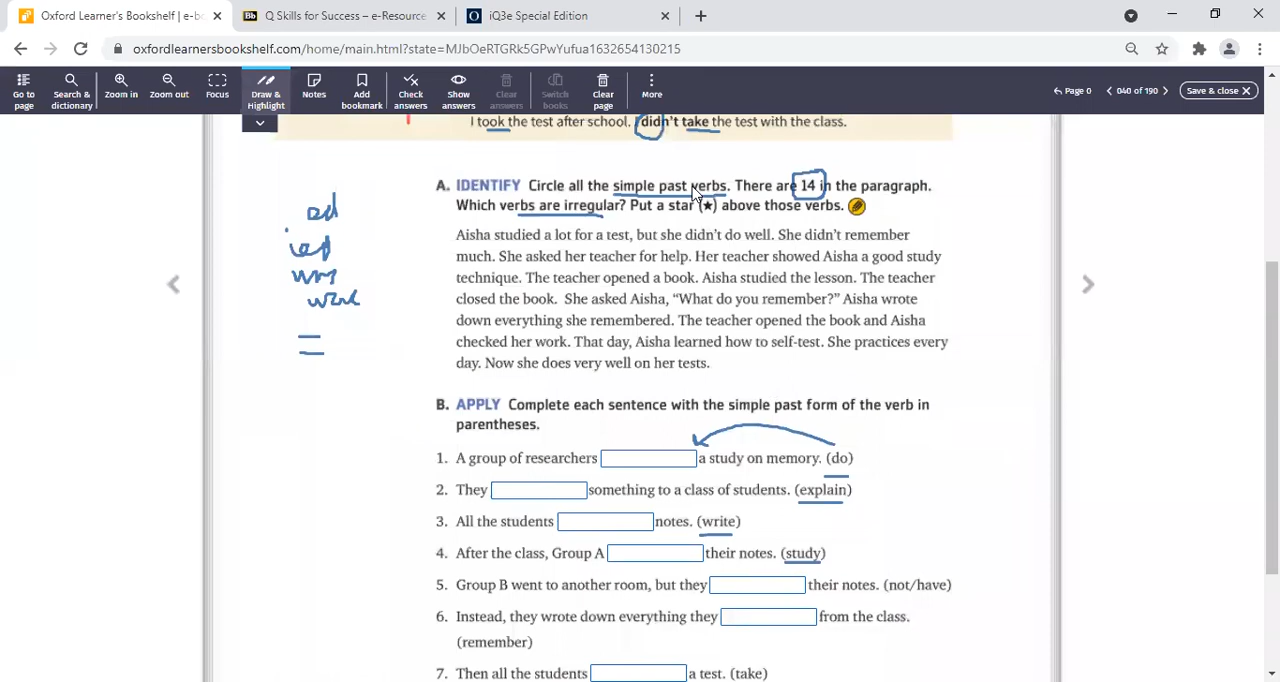 Oxford Learner's Bookshelf | e-bo
Q Skills for Success – e-Resource
iQ3e Special Edition
oxfordlearnersbookshelf.com/home/main.html?state=MJbOeRTGRk5GPwYufua1632654130215
Go to page
Search & dictionary
Zoom in
Zoom out
Focus
Draw & Highlight
Notes
Add bookmark
Check answers
Show answers
Clear answers
Switch books
Clear page
More
Page 0
040 of 190
Save & close
I took the test after school. I didn't take the test with the class.
A. IDENTIFY Circle all the simple past verbs. There are 14 in the paragraph.
Which verbs are irregular? Put a star (★) above those verbs.
Aisha studied a lot for a test, but she didn't do well. She didn't remember
much. She asked her teacher for help. Her teacher showed Aisha a good study
technique. The teacher opened a book. Aisha studied the lesson. The teacher
closed the book. She asked Aisha, “What do you remember?” Aisha wrote
down everything she remembered. The teacher opened the book and Aisha
checked her work. That day, Aisha learned how to self-test. She practices every
day. Now she does very well on her tests.
ed
ied
B. APPLY Complete each sentence with the simple past form of the verb in
parentheses.
1. A group of researchers a study on memory. (do)
2. They something to a class of students. (explain)
3. All the students notes. (write)
4. After the class, Group A their notes. (study)
5. Group B went to another room, but they their notes. (not/have)
6. Instead, they wrote down everything they from the class.
(remember)
7. Then all the students a test. (take)